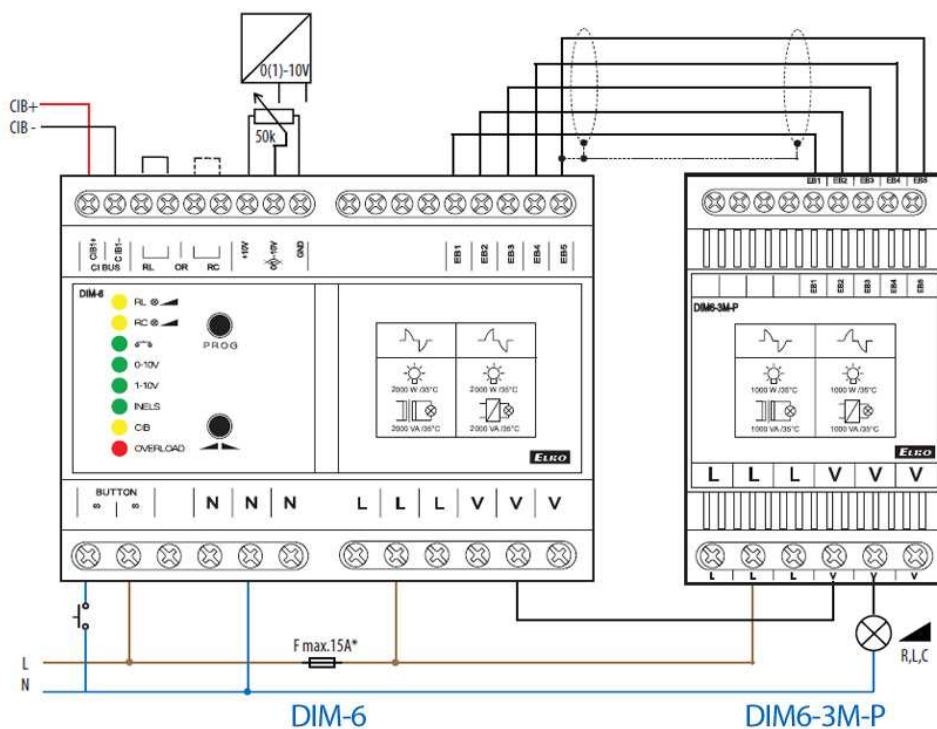 0(1)-10V
50k
CIB+
CIB -
EB1 EB2 EB3 EB4 EB5
CIB1+ CIB1- +10V 0(1)-10V GND EB1 EB2 EB3 EB4 EB5
CI BUS RL OR RC
EB1 EB2 EB3 EB4 EB5
DIM-6
RL
RC
0-10V
1-10V
INELS
CIB
OVERLOAD
PROG
2000 W /35°C 2000 W /35°C
2000 VA /35°C 2000 VA /35°C
ELKO
DIM6-3M-P
1000 W /35°C 1000 W /35°C
1000 VA /35°C 1000 VA /35°C
ELKO
L L L V V V
BUTTON
∞ ∞ N N N L L L V V V
L L L V V V
L
N
F max.15A*
R,L,C
DIM-6
DIM6-3M-P